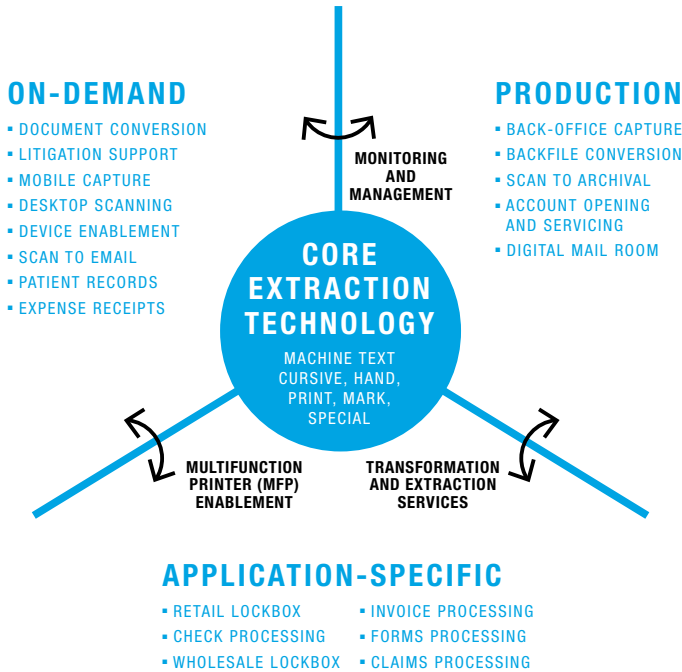 ON-DEMAND
▪ DOCUMENT CONVERSION
▪ LITIGATION SUPPORT
▪ MOBILE CAPTURE
▪ DESKTOP SCANNING
▪ DEVICE ENABLEMENT
▪ SCAN TO EMAIL
▪ PATIENT RECORDS
▪ EXPENSE RECEIPTS
MONITORING
AND
MANAGEMENT
PRODUCTION
▪ BACK-OFFICE CAPTURE
▪ BACKFILE CONVERSION
▪ SCAN TO ARCHIVAL
▪ ACCOUNT OPENING
AND SERVICING
▪ DIGITAL MAIL ROOM
CORE
EXTRACTION
TECHNOLOGY
MACHINE TEXT
CURSIVE, HAND,
PRINT, MARK,
SPECIAL
MULTIFUNCTION
PRINTER (MFP)
ENABLEMENT
TRANSFORMATION
AND EXTRACTION
SERVICES
APPLICATION-SPECIFIC
▪ RETAIL LOCKBOX
▪ CHECK PROCESSING
▪ WHOLESALE LOCKBOX
▪ INVOICE PROCESSING
▪ FORMS PROCESSING
▪ CLAIMS PROCESSING